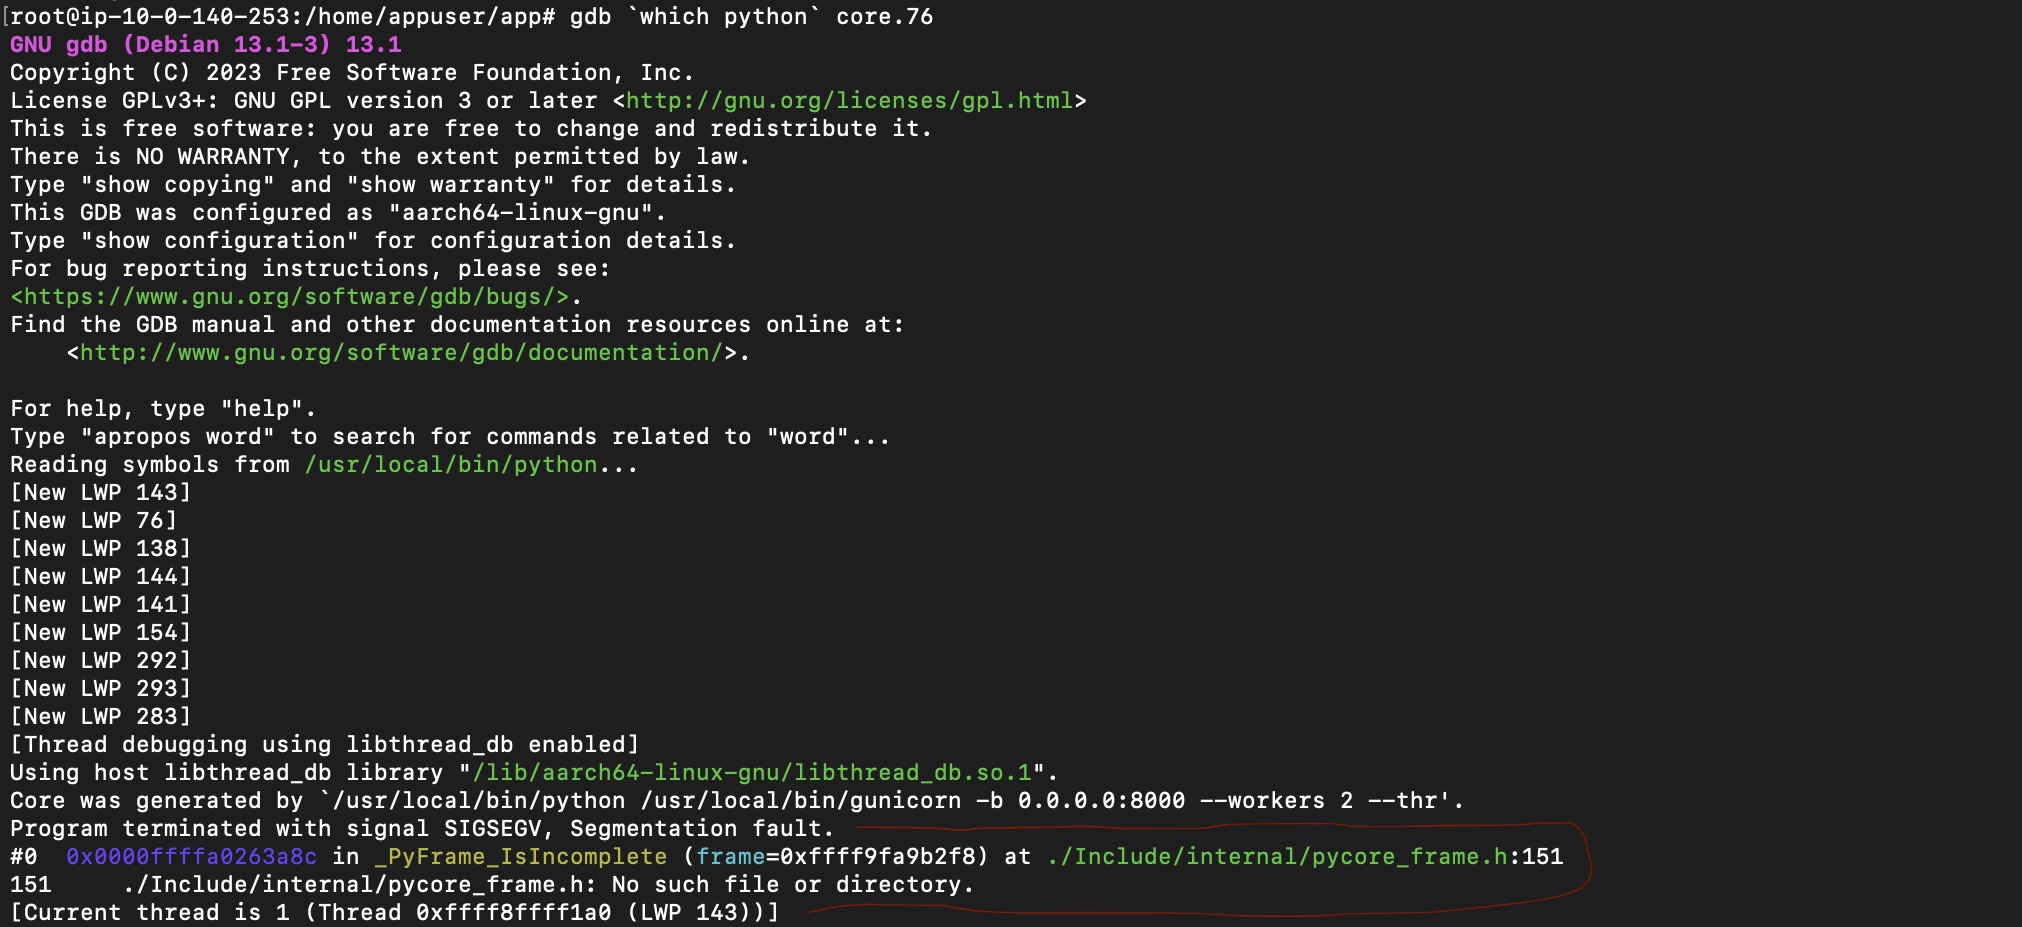 [root@ip-10-0-140-253:/home/appuser/app# gdb `which python` core.76
GNU gdb (Debian 13.1-3) 13.1
Copyright (C) 2023 Free Software Foundation, Inc.
License GPLv3+: GNU GPL version 3 or later <http://gnu.org/licenses/gpl.html>
This is free software: you are free to change and redistribute it.
There is NO WARRANTY, to the extent permitted by law.
Type "show copying" and "show warranty" for details.
This GDB was configured as "aarch64-linux-gnu".
Type "show configuration" for configuration details.
For bug reporting instructions, please see:
<https://www.gnu.org/software/gdb/bugs/>.
Find the GDB manual and other documentation resources online at:
    <http://www.gnu.org/software/gdb/documentation/>.

For help, type "help".
Type "apropos word" to search for commands related to "word"...
Reading symbols from /usr/local/bin/python...
[New LWP 143]
[New LWP 76]
[New LWP 138]
[New LWP 144]
[New LWP 141]
[New LWP 154]
[New LWP 292]
[New LWP 293]
[New LWP 283]
[Thread debugging using libthread_db enabled]
Using host libthread_db library "/lib/aarch64-linux-gnu/libthread_db.so.1".
Core was generated by `/usr/local/bin/python /usr/local/bin/gunicorn -b 0.0.0.0:8000 --workers 2 --thr'.
Program terminated with signal SIGSEGV, Segmentation fault.
#0  0x0000ffffa0263a8c in _PyFrame_IsIncomplete (frame=0xffff9fa9b2f8) at ./Include/internal/pycore_frame.h:151
151     ./Include/internal/pycore_frame.h: No such file or directory.
[Current thread is 1 (Thread 0xffff8ffff1a0 (LWP 143))]